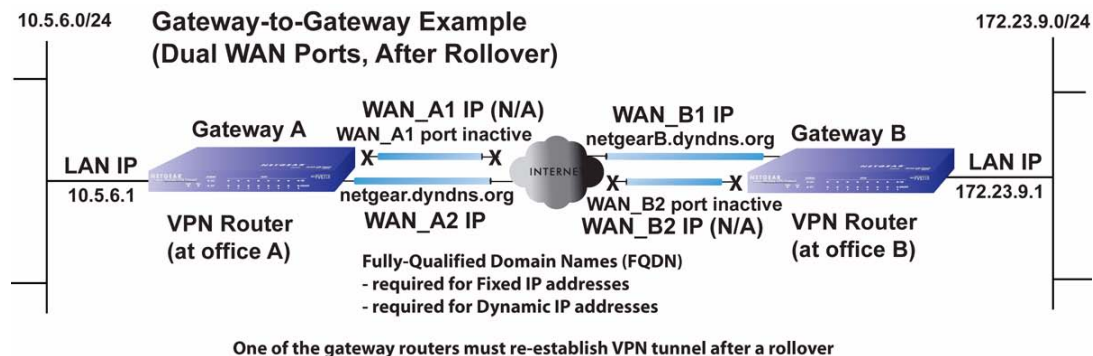 10.5.6.0/24
Gateway-to-Gateway Example
(Dual WAN Ports, After Rollover)
172.23.9.0/24
WAN_A1 IP (N/A)
WAN_A1 port inactive
WAN_B1 IP
netgearB.dyndns.org
Gateway A
Gateway B
X X
LAN IP
10.5.6.1
NETGEAR
INTERNE
NETGEAR
LAN IP
172.23.9.1
netgear.dyndns.org
WAN_A2 IP
X X
WAN_B2 port inactive
WAN_B2 IP (N/A)
VPN Router
(at office A)
VPN Router
(at office B)
Fully-Qualified Domain Names (FQDN)
- required for Fixed IP addresses
- required for Dynamic IP addresses
One of the gateway routers must re-establish VPN tunnel after a rollover